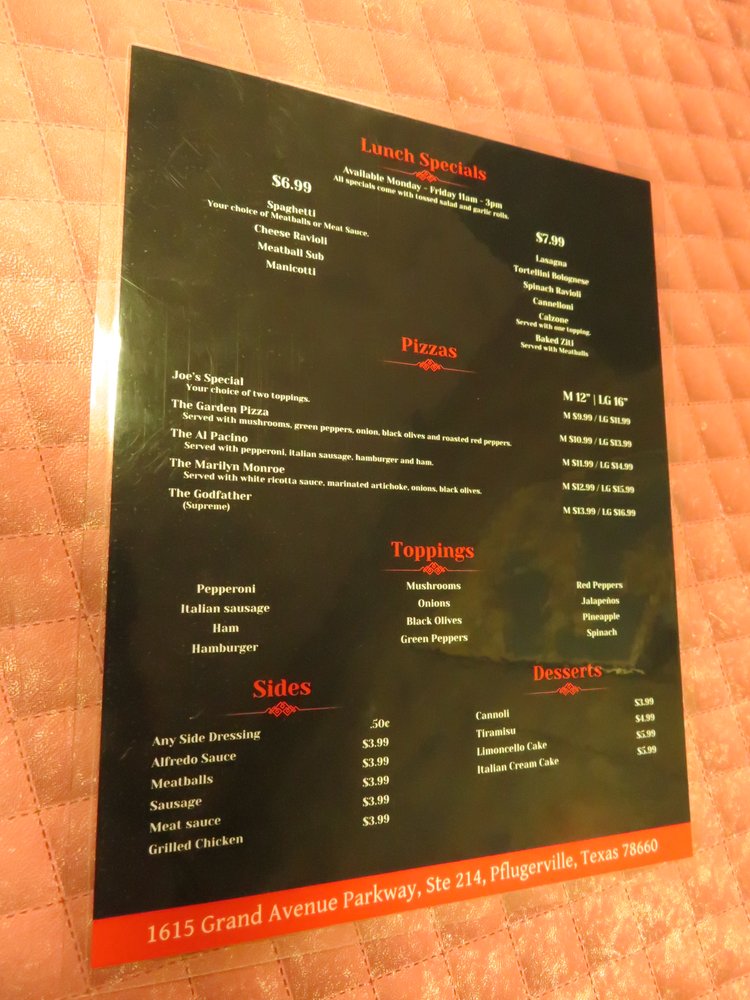 Lunch Specials
Available Monday - Friday 11am - 3pm
All specials come with tossed salad and garlic rolls.
$6.99
Spaghetti
Your choice of Meatballs or Meat Sauce.
Cheese Ravioli
Meatball Sub
Manicotti
$7.99
Lasagna
Tortellini Bolognese
Spinach Ravioli
Cannelloni
Calzone
Served with one topping.
Baked Ziti
Served with Meatballs
Pizzas
M 12" | LG 16"
Joe's Special
Your choice of two toppings.
M $9.99 / LG $11.99
The Garden Pizza
Served with mushrooms, green peppers, onion, black olives and roasted red peppers.
M $10.99 / LG $13.99
The Al Pacino
Served with pepperoni, italian sausage, hamburger and ham.
M $11.99 / LG $14.99
The Marilyn Monroe
Served with white ricotta sauce, marinated artichoke, onions, black olives.
M $12.99 / LG $15.99
The Godfather
(Supreme)
M $13.99 / LG $16.99
Toppings
Pepperoni
Italian sausage
Ham
Hamburger
Mushrooms
Onions
Black Olives
Green Peppers
Red Peppers
Jalapeños
Pineapple
Spinach
Sides
Any Side Dressing .50¢
Alfredo Sauce $3.99
Meatballs $3.99
Sausage $3.99
Meat sauce $3.99
Grilled Chicken $3.99
Desserts
Cannoli $3.99
Tiramisu $4.99
Limoncello Cake $5.99
Italian Cream Cake $5.99
1615 Grand Avenue Parkway, Ste 214, Pflugerville, Texas 78660